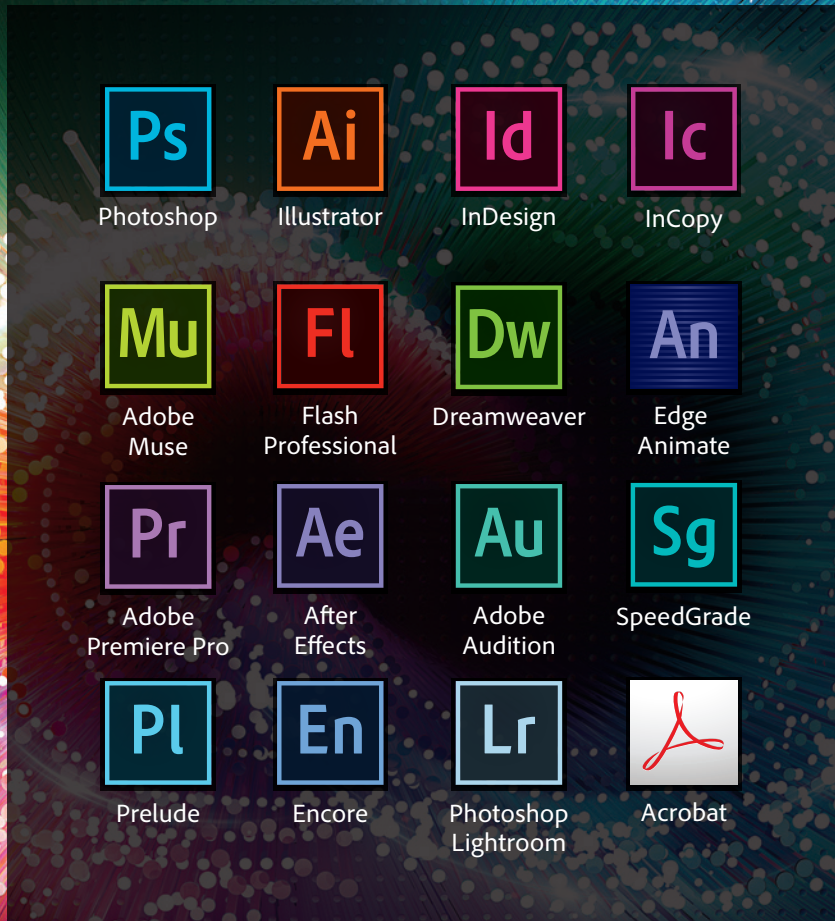 Ps Ai Id Ic
Photoshop Illustrator InDesign InCopy
Mu Fl Dw An
Adobe Flash Dreamweaver Edge
Muse Professional Animate
Pr Ae Au Sg
Adobe After Adobe SpeedGrade
Premiere Pro Effects Audition
Pl En Lr
Prelude Encore Photoshop Acrobat
Lightroom